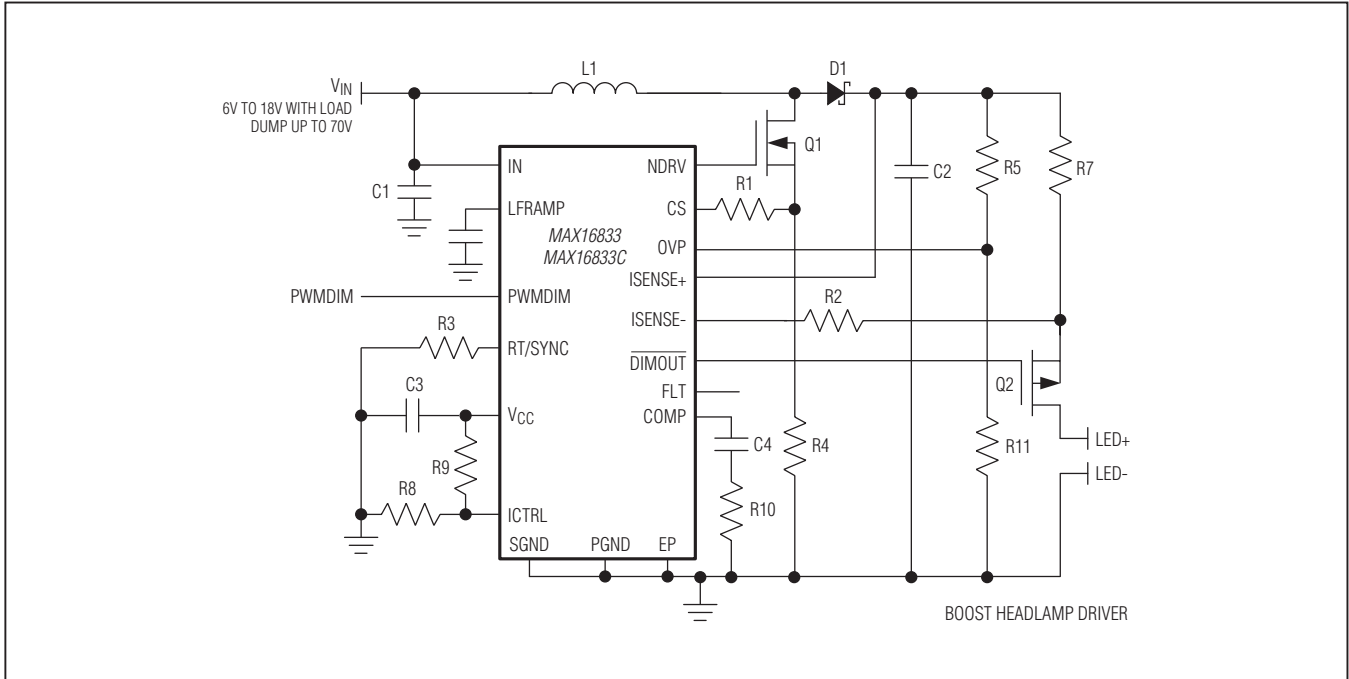 L1
D1
VIN
6V TO 18V WITH LOAD
DUMP UP TO 70V
Q1
IN
NDRV
C2
R5
R7
C1
R1
LFRAMP
CS
MAX16833
MAX16833C
OVP
ISENSE+
PWMDIM
PWMDIM
R2
ISENSE-
R3
RT/SYNC
DIMOUT
Q2
FLT
C3
VCC
COMP
C4
R4
R11
LED+
R9
LED-
R8
R10
ICTRL
SGND
PGND
EP
BOOST HEADLAMP DRIVER